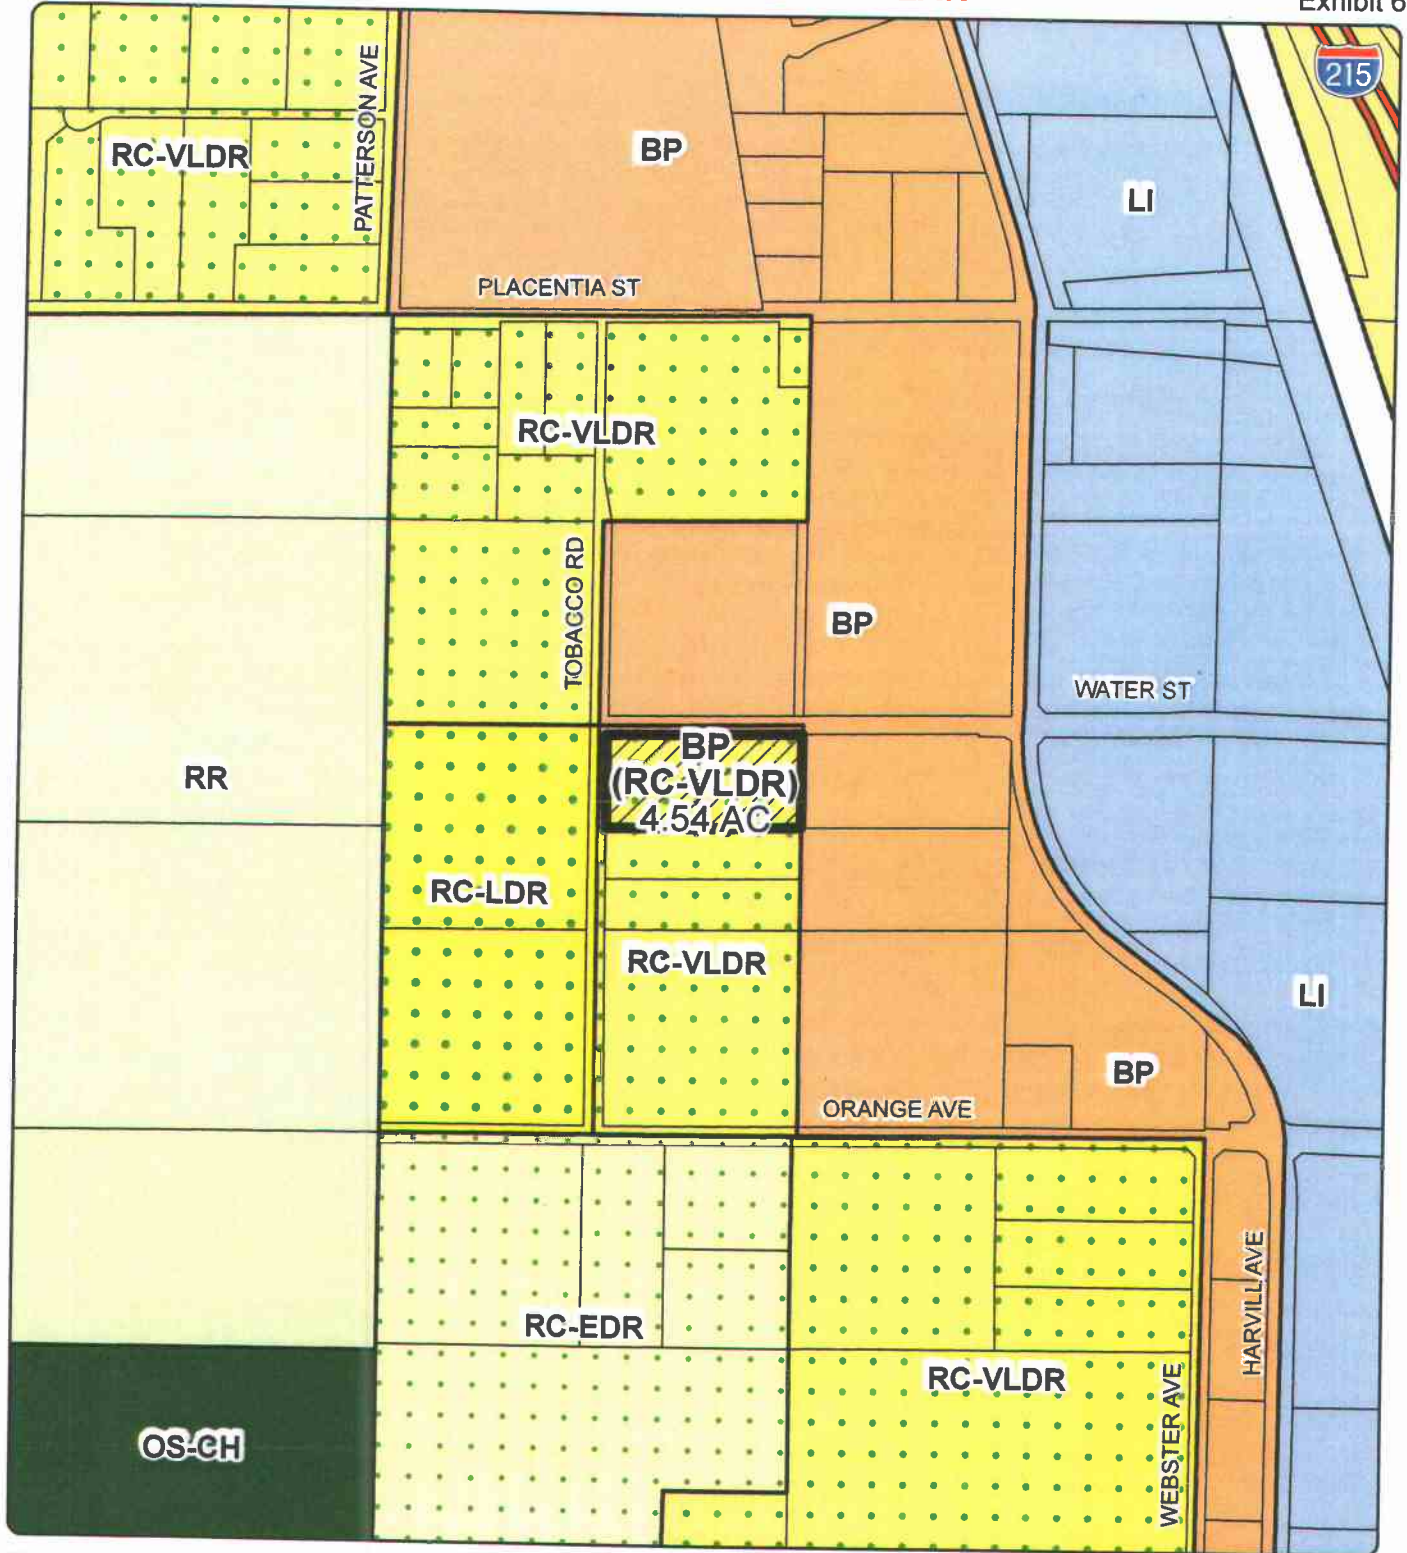 Exhibit 6
215
PATTERSON AVE
RC-VLDR
BP
LI
PLACENTIA ST
RC-VLDR
TOBACCO RD
BP
WATER ST
BP
(RC-VLDR)
4.54 AC
RR
RC-LDR
RC-VLDR
LI
BP
ORANGE AVE
HARVILL AVE
RC-EDR
RC-VLDR
WEBSTER AVE
OS-CH